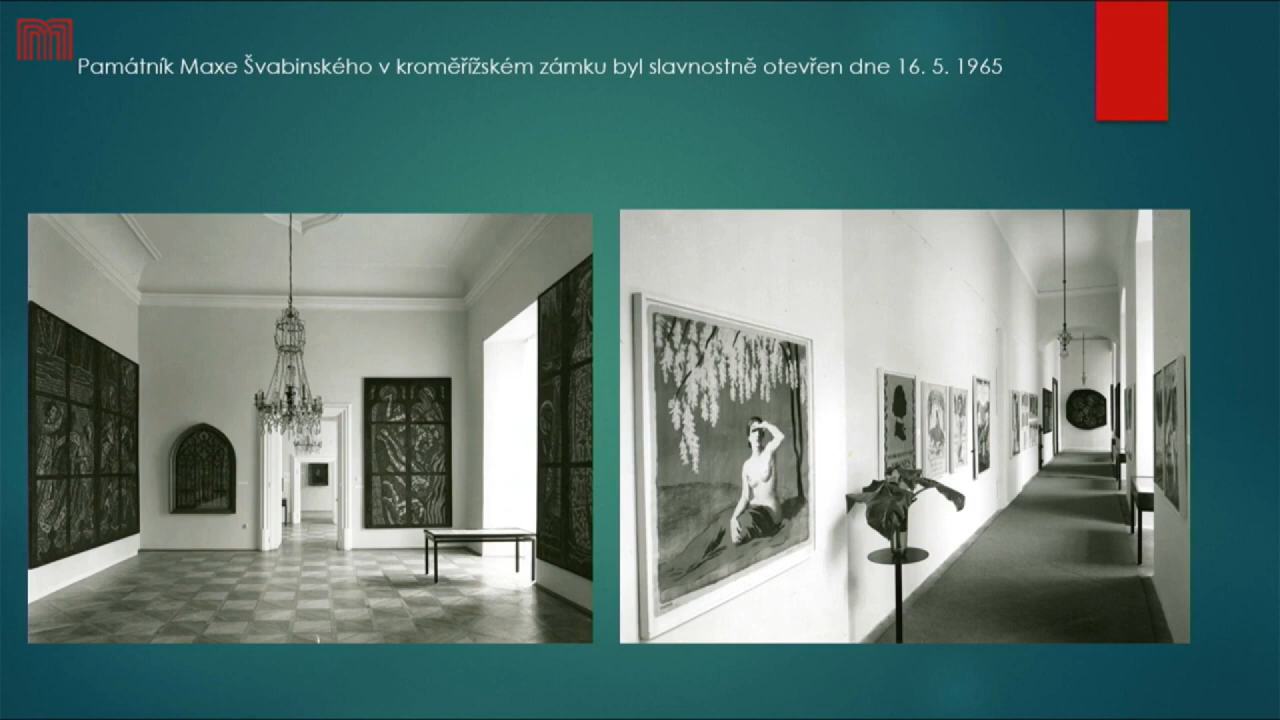 Památník Maxe Švabinského v kroměřížském zámku byl slavnostně otevřen dne 16. 5. 1965